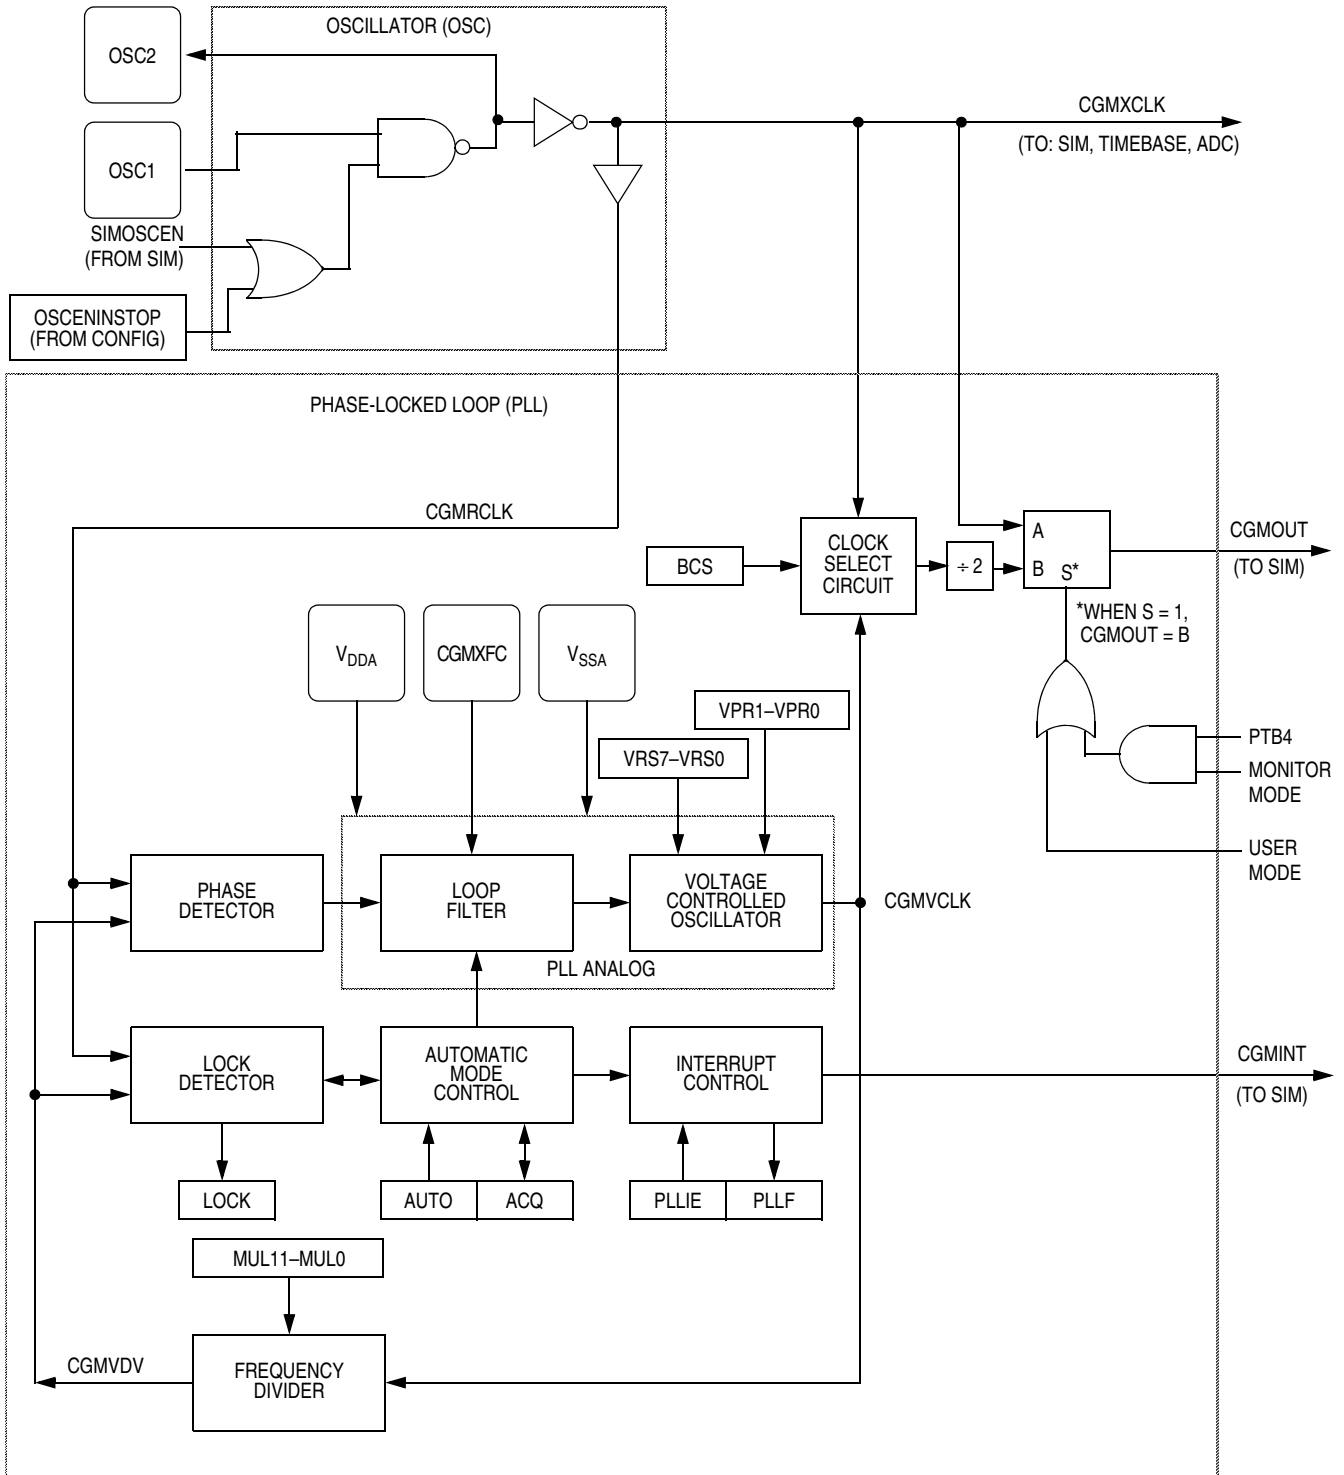 OSCILLATOR (OSC)
OSC2
OSC1
CGMXCLK
(TO: SIM, TIMEBASE, ADC)
SIMOSCEN
(FROM SIM)
OSCENINSTOP
(FROM CONFIG)
PHASE-LOCKED LOOP (PLL)
CGMRCLK
BCS
CLOCK
SELECT
CIRCUIT
÷ 2
A
B
S*
CGMOUT
(TO SIM)
*WHEN S = 1,
CGMOUT = B
VDDA
CGMXFC
VSSA
VPR1–VPR0
VRS7–VRS0
PTB4
MONITOR
MODE
USER
MODE
PHASE
DETECTOR
LOOP
FILTER
VOLTAGE
CONTROLLED
OSCILLATOR
CGMVCLK
PLL ANALOG
LOCK
DETECTOR
AUTOMATIC
MODE
CONTROL
INTERRUPT
CONTROL
CGMINT
(TO SIM)
LOCK
AUTO
ACQ
PLLIE
PLLF
MUL11–MUL0
CGMVDV
FREQUENCY
DIVIDER